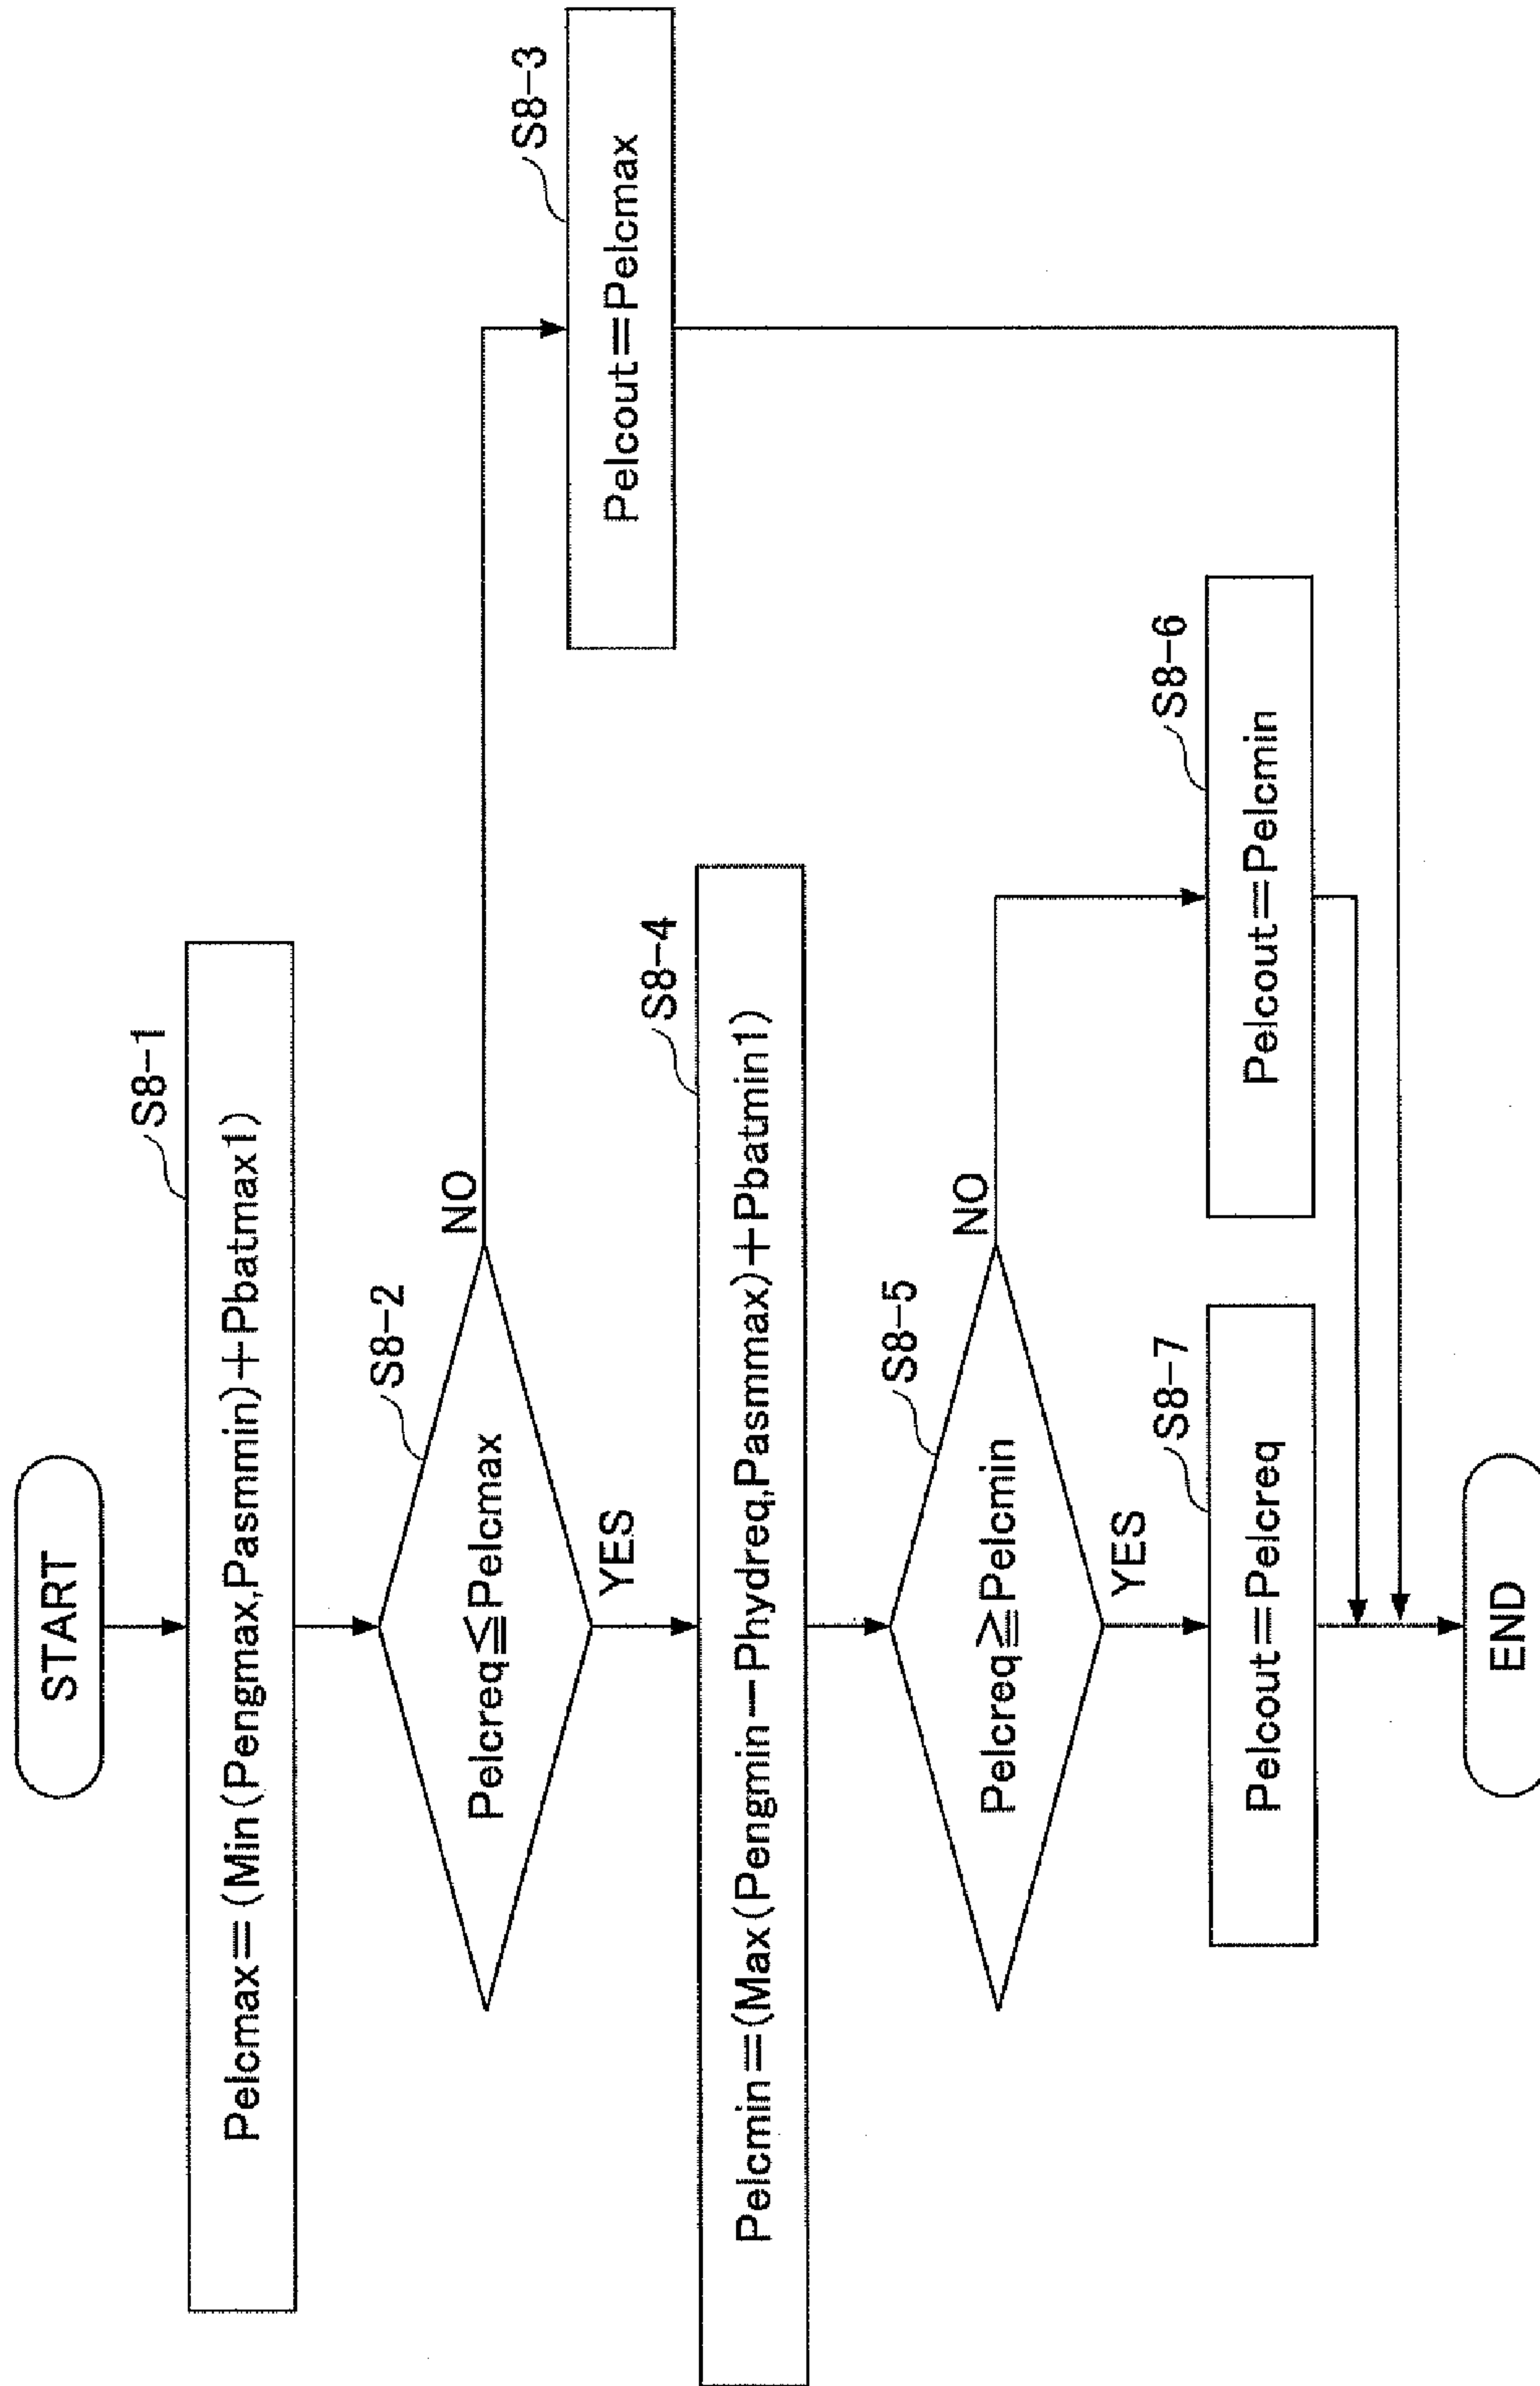 START
S8-1
Pelcmax=(Min(Pengmax,Pasmmin)+Pbatmax1)
S8-2
Pelcreq≦Pelcmax
NO
YES
S8-3
Pelcout=Pelcmax
S8-4
Pelcmin=(Max(Pengmin-Phydreq,Pasmmax)+Pbatmin1)
S8-5
Pelcreq≧Pelcmin
NO
YES
S8-6
Pelcout=Pelcmin
S8-7
Pelcout=Pelcreq
END